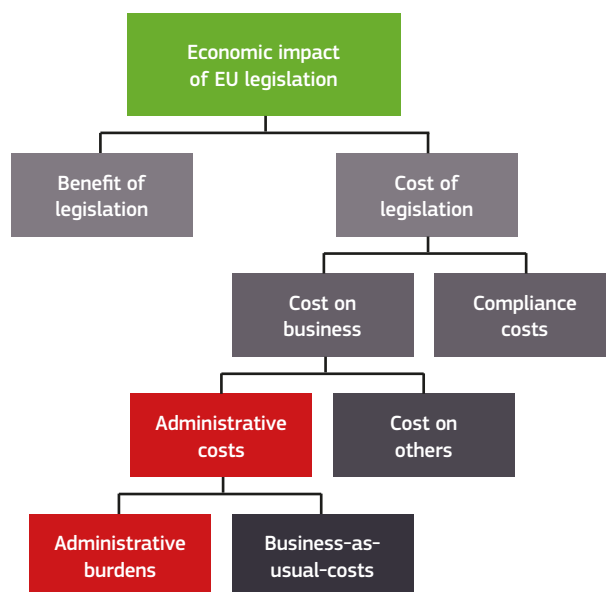 Economic impact
of EU legislation
Benefit of
legislation
Cost of
legislation
Cost on
business
Compliance
costs
Administrative
costs
Cost on
others
Administrative
burdens
Business-as-
usual-costs